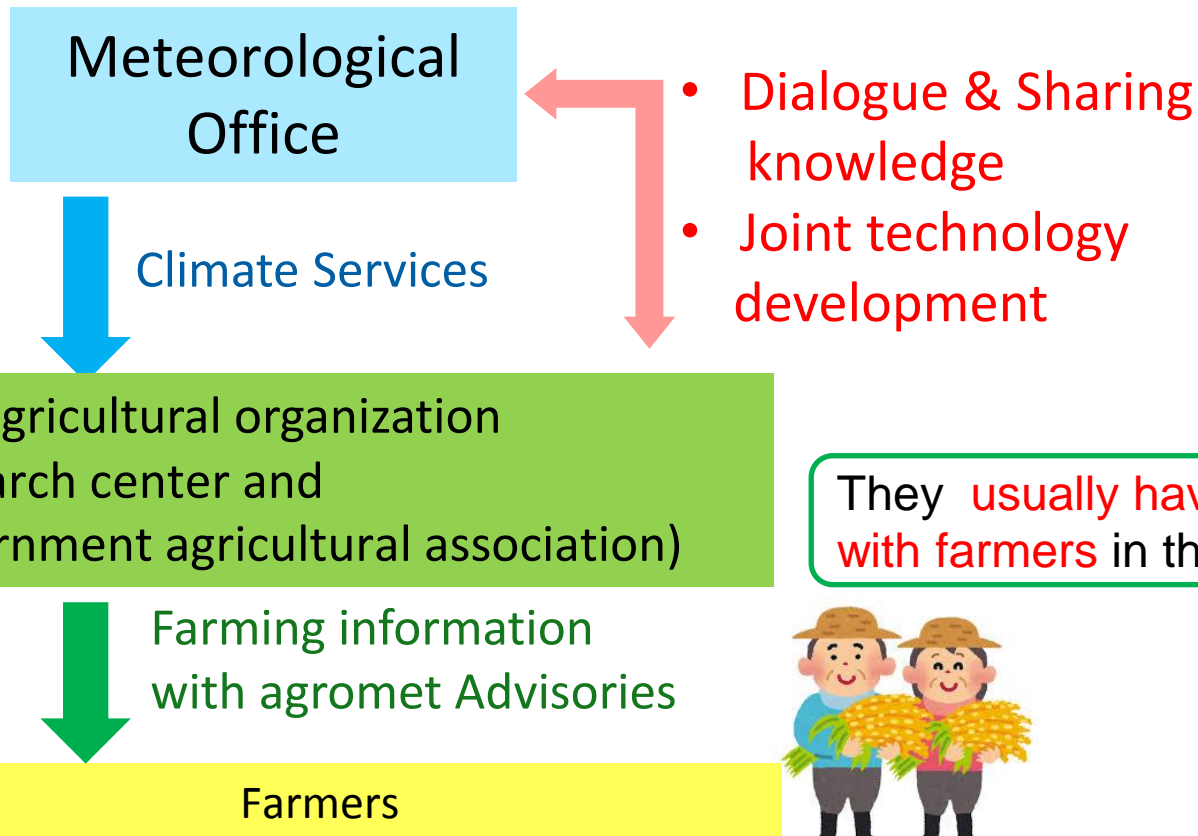 Meteorological
Office
• Dialogue & Sharing
knowledge
• Joint technology
development
Climate Services
gricultural organization
arch center and
rnment agricultural association)
They usually hav
with farmers in th
Farming information
with agromet Advisories
Farmers